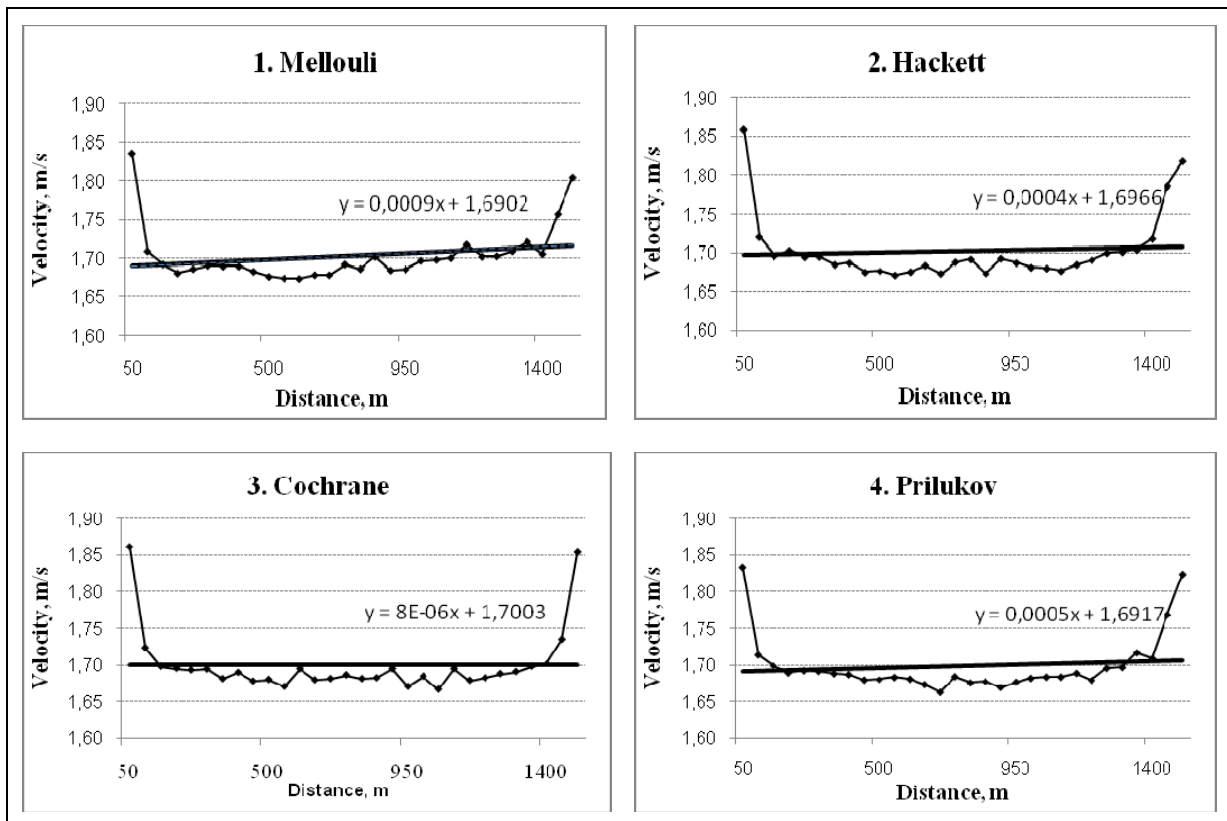 1. Mellouli
Velocity, m/s
1,90
1,85
1,80
1,75
1,70
1,65
1,60
y = 0,0009x + 1,6902
50 500 950 1400
Distance, m
2. Hackett
Velocity, m/s
1,90
1,85
1,80
1,75
1,70
1,65
1,60
y = 0,0004x + 1,6966
50 500 950 1400
Distance, m
3. Cochrane
Velocity, m/s
1,90
1,85
1,80
1,75
1,70
1,65
1,60
y = 8E-06x + 1,7003
50 500 950 1400
Distance, m
4. Prilukov
Velocity, m/s
1,90
1,85
1,80
1,75
1,70
1,65
1,60
y = 0,0005x + 1,6917
50 500 950 1400
Distance, m